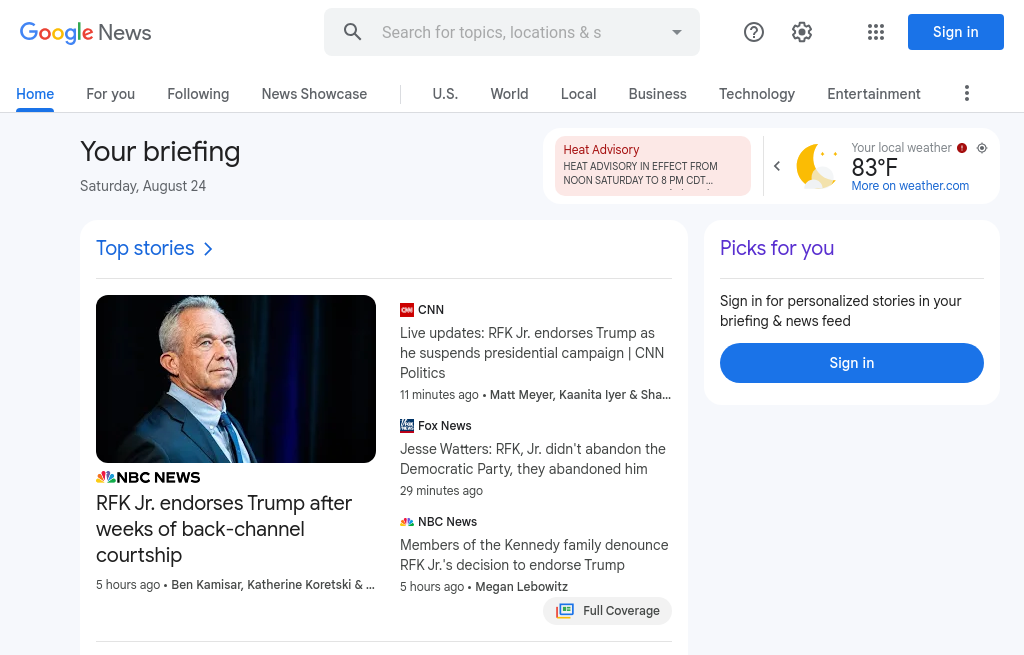 Google News
Search for topics, locations & s
Sign in
Home
For you
Following
News Showcase
U.S.
World
Local
Business
Technology
Entertainment
Your briefing
Saturday, August 24
Heat Advisory
HEAT ADVISORY IN EFFECT FROM
NOON SATURDAY TO 8 PM CDT...
Your local weather
83°F
More on weather.com
Top stories
NBC NEWS
RFK Jr. endorses Trump after
weeks of back-channel
courtship
5 hours ago • Ben Kamisar, Katherine Koretski & ...
CNN
Live updates: RFK Jr. endorses Trump as
he suspends presidential campaign | CNN
Politics
11 minutes ago • Matt Meyer, Kaanita Iyer & Sha...
Fox News
Jesse Watters: RFK, Jr. didn't abandon the
Democratic Party, they abandoned him
29 minutes ago
NBC News
Members of the Kennedy family denounce
RFK Jr.'s decision to endorse Trump
5 hours ago • Megan Lebowitz
Full Coverage
Picks for you
Sign in for personalized stories in your
briefing & news feed
Sign in